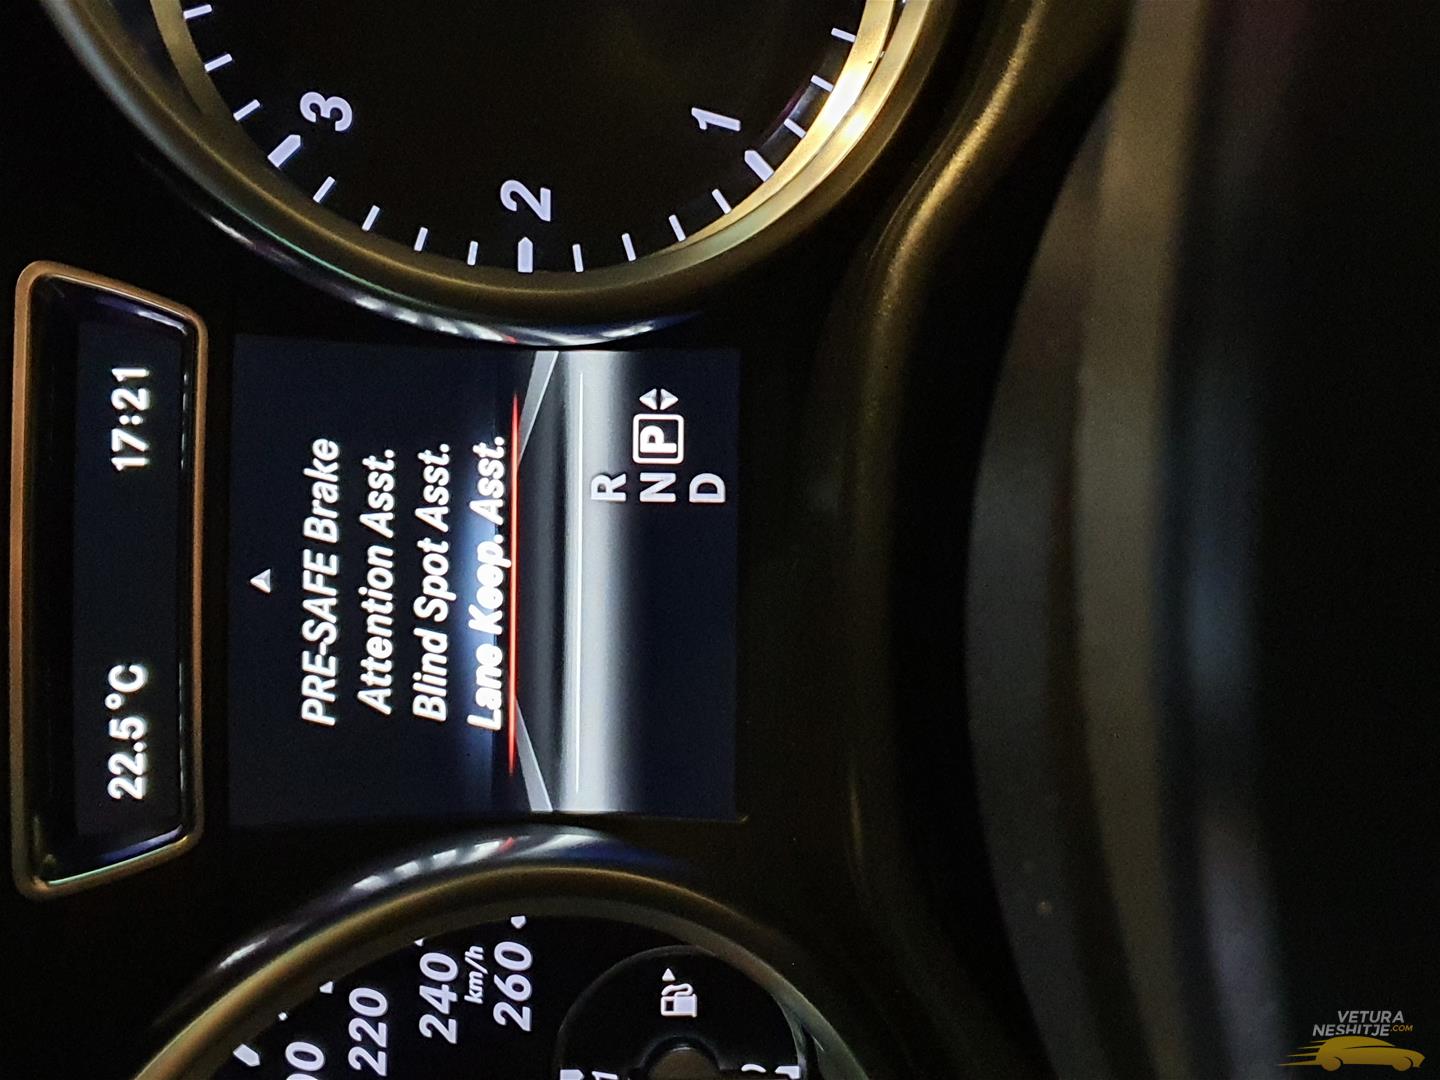 22.5°C 17:21
PRE-SAFE Brake
Attention Asst.
Blind Spot Asst.
Lane Keep. Asst.
R
N P
D
220
240
km/h
260
1
2
3
VETURA
NESHITJE.COM